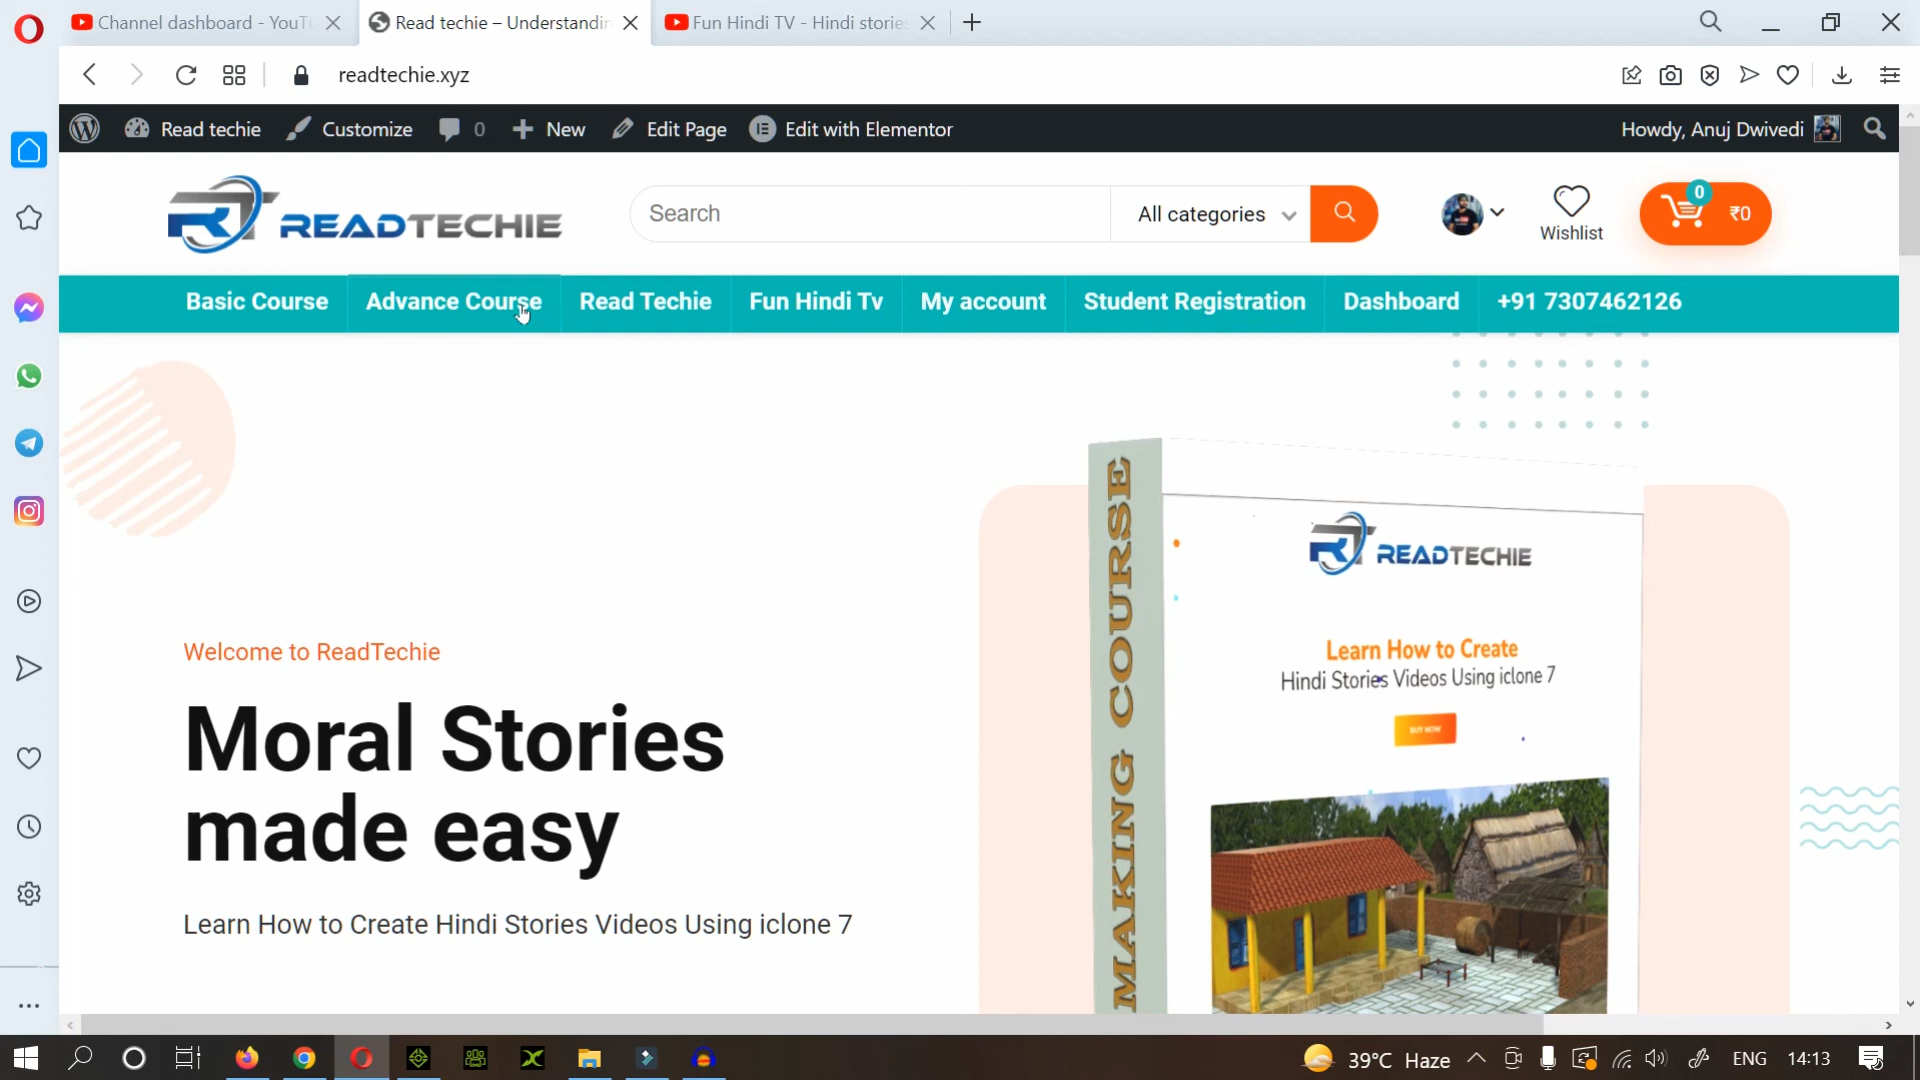 Channel dashboard - YouTu
Read techie – Understandin
Fun Hindi TV - Hindi stories
readtechie.xyz
Read techie
Customize
0
New
Edit Page
Edit with Elementor
Howdy, Anuj Dwivedi
READTECHIE
Search
All categories
Wishlist
0
₹0
Basic Course
Advance Course
Read Techie
Fun Hindi Tv
My account
Student Registration
Dashboard
+91 7307462126
Welcome to ReadTechie
Moral Stories
made easy
Learn How to Create Hindi Stories Videos Using iclone 7
MAKING COURSE
READTECHIE
Learn How to Create
Hindi Stories Videos Using iclone 7
BUY NOW
39°C Haze
ENG
14:13